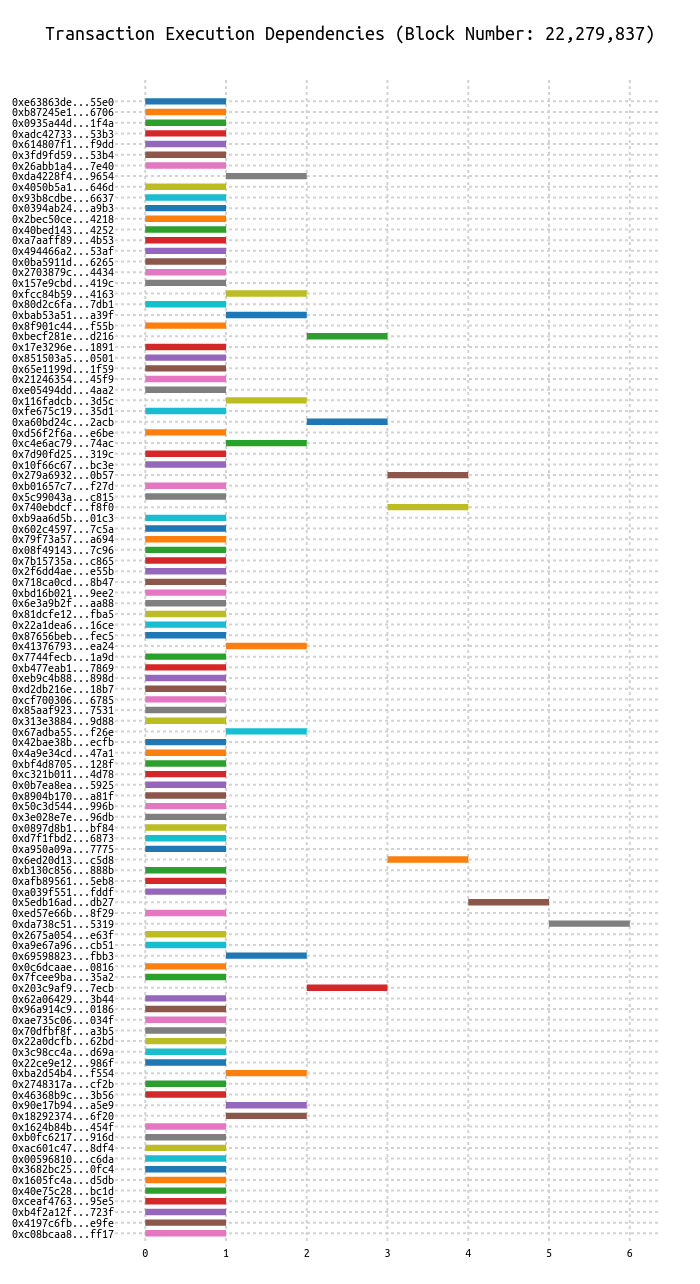 Transaction Execution Dependencies (Block Number: 22,279,837)
0xe63863de...55e0
0xb87245e1...6706
0x0935a44d...1f4a
0xadc42733...53b3
0x614807f1...f9dd
0x3fd9fd59...53b4
0x26abb1a4...7e40
0xda4228f4...9654
0x4050b5a1...646d
0x93b8cdbe...6637
0x0394ab24...a9b3
0x2bec50ce...4218
0x40bed143...4252
0xa7aaff89...4b53
0x494466a2...53af
0x0ba5911d...6265
0x2703879c...4434
0x157e9cbd...419c
0xfcc84b59...4163
0x80d2c6fa...7db1
0xbab53a51...a39f
0x8f901c44...f55b
0xbecf281e...d216
0x17e3296e...1891
0x851503a5...0501
0x65e1199d...1f59
0x21246354...45f9
0xe05494dd...4aa2
0x116fadcb...3d5c
0xfe675c19...35d1
0xa60bd24c...2acb
0xd56f2f6a...e6be
0xc4e6ac79...74ac
0x7d90fd25...319c
0x10f66c67...bc3e
0x279a6932...0b57
0xb01657c7...f27d
0x5c99043a...c815
0x740ebdcf...f8f0
0xb9aa6d5b...01c3
0x602c4597...7c5a
0x79f73a57...a694
0x08f49143...7c96
0x7b15735a...c865
0x2f6dd4ae...e55b
0x718ca0cd...8b47
0xbd16b021...9ee2
0x6e3a9b2f...aa88
0x81dcfe12...fba5
0x22a1dea6...16ce
0x87656beb...fec5
0x41376793...ea24
0x7744fecb...1a9d
0xb477eab1...7869
0xeb9c4b88...898d
0xd2db216e...18b7
0xcf700306...6785
0x85aaf923...7531
0x313e3884...9d88
0x67adba55...f26e
0x42bae38b...ecfb
0x4a9e34cd...47a1
0xbf4d8705...128f
0xc321b011...4d78
0x0b7ea8ea...5925
0x8904b170...a81f
0x50c3d544...996b
0x3e028e7e...96db
0x0897d8b1...bf84
0xd7f1fbd2...6873
0xa950a09a...7775
0x6ed20d13...c5d8
0xb130c856...888b
0xafb89561...5eb8
0xa039f551...fddf
0x5edb16ad...db27
0xed57e66b...8f29
0xda738c51...5319
0x2675a054...e63f
0xa9e67a96...cb51
0x69598823...fbb3
0x0c6dcaae...0816
0x7fcee9ba...35a2
0x203c9af9...7ecb
0x62a06429...3b44
0x96a914c9...0186
0xae735c06...034f
0x70dfbf8f...a3b5
0x22a0dcfb...62bd
0x3c98cc4a...d69a
0x22ce9e12...986f
0xba2d54b4...f554
0x2748317a...cf2b
0x46368b9c...3b56
0x90e17b94...a5e9
0x18292374...6f20
0x1624b84b...454f
0xb0fc6217...916d
0xac601c47...8df4
0x00596810...c6da
0x3682bc25...0fc4
0x1605fc4a...d5db
0x40e75c28...bc1d
0xceaf4763...95e5
0xb4f2a12f...723f
0x4197c6fb...e9fe
0xc08bcaa8...ff17
0 1 2 3 4 5 6